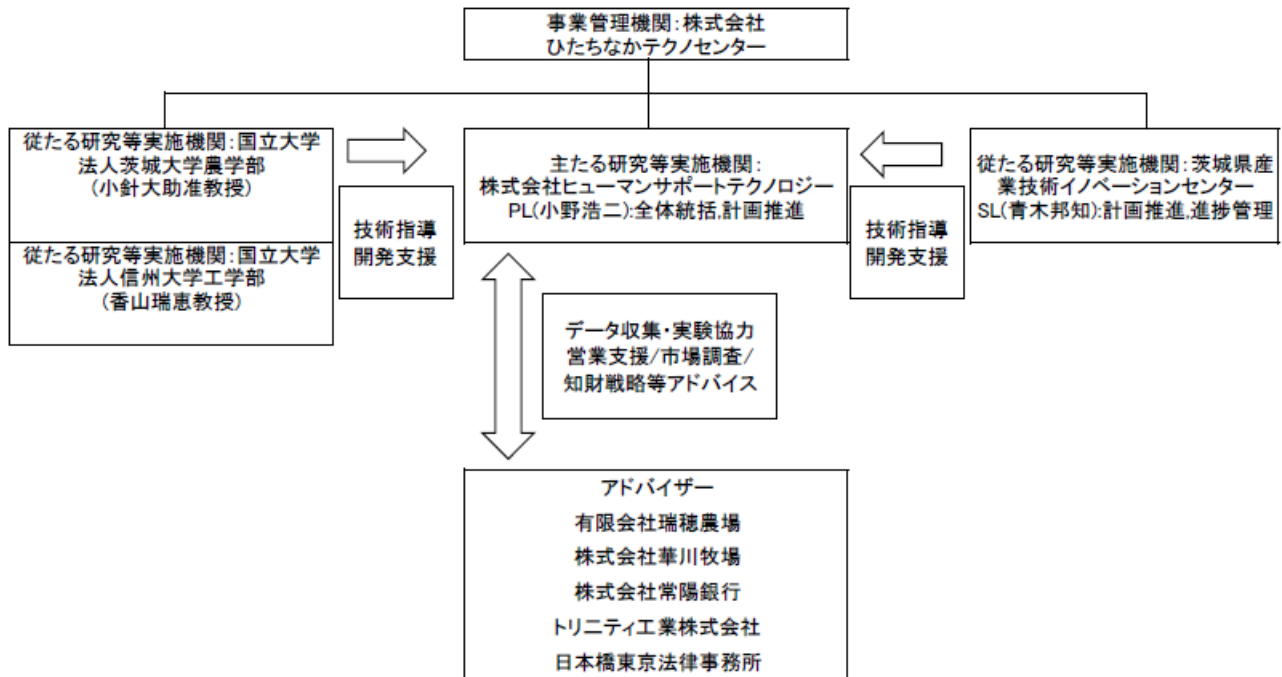 事業管理機関：株式会社
ひたちなかテクノセンター
従たる研究等実施機関：国立大学
法人茨城大学農学部
(小針大助准教授)
従たる研究等実施機関：国立大学
法人信州大学工学部
(香山瑞恵教授)
技術指導
開発支援
主たる研究等実施機関：
株式会社ヒューマンサポートテクノロジー
PL(小野浩二)：全体統括,計画推進
技術指導
開発支援
従たる研究等実施機関：茨城県産
業技術イノベーションセンター
SL(青木邦知)：計画推進,進捗管理
データ収集・実験協力
営業支援/市場調査/
知財戦略等アドバイス
アドバイザー
有限会社瑞穂農場
株式会社華川牧場
株式会社常陽銀行
トリニティ工業株式会社
日本橋東京法律事務所